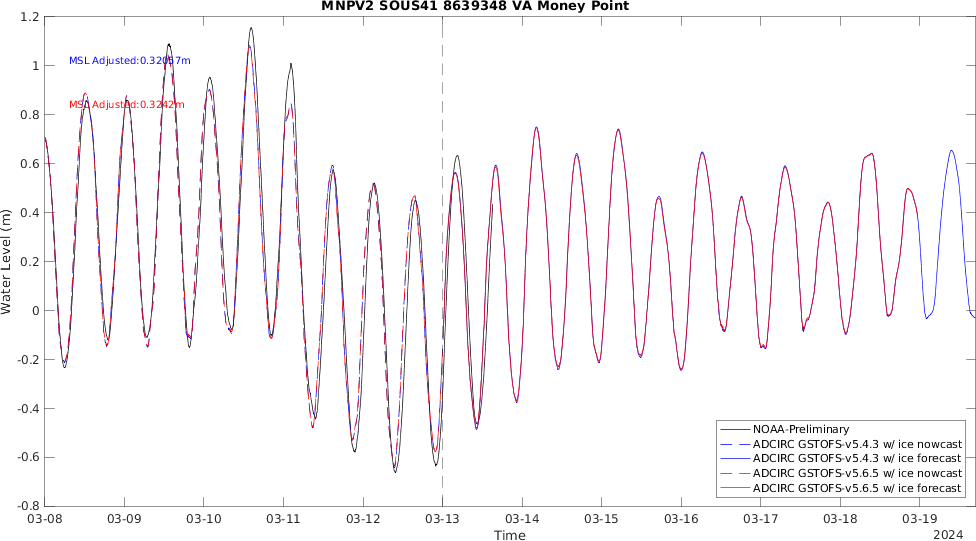 MNPV2 SOUS41 8639348 VA Money Point
Water Level (m)
1.2
1
0.8
0.6
0.4
0.2
0
-0.2
-0.4
-0.6
-0.8
MSL Adjusted:0.32057m
MSL Adjusted:0.3242m
NOAA-Preliminary
ADCIRC GSTOFS-v5.4.3 w/ ice nowcast
ADCIRC GSTOFS-v5.4.3 w/ ice forecast
ADCIRC GSTOFS-v5.6.5 w/ ice nowcast
ADCIRC GSTOFS-v5.6.5 w/ ice forecast
03-08 03-09 03-10 03-11 03-12 03-13 03-14 03-15 03-16 03-17 03-18 03-19
Time
2024